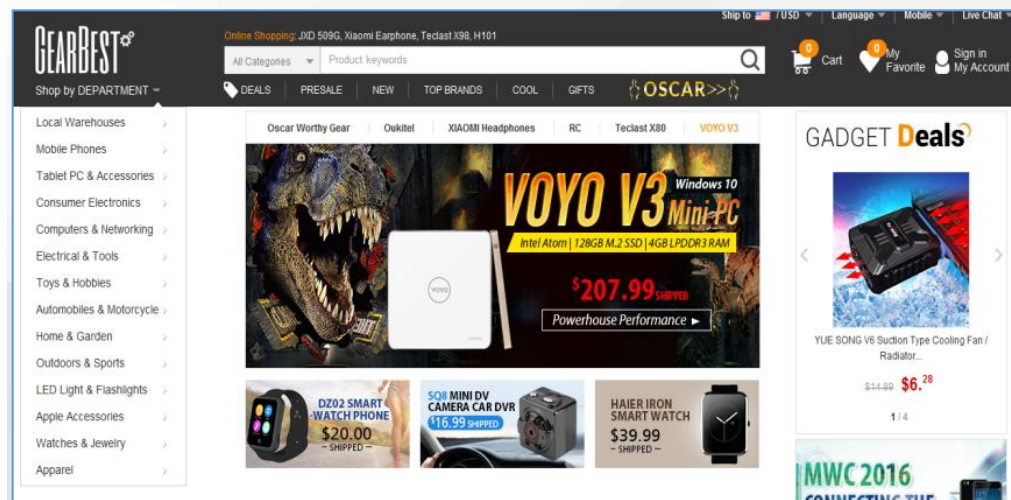 Ship to / USD Language Mobile Live Chat
GEARBEST
Online Shopping: JXD 509G, Xiaomi Earphone, Teclast X98, H101
All Categories Product keywords
0 Cart
0 My Favorite
Sign in
My Account
Shop by DEPARTMENT
DEALS PRESALE NEW TOP BRANDS COOL GIFTS OSCAR>>
Local Warehouses
Mobile Phones
Tablet PC & Accessories
Consumer Electronics
Computers & Networking
Electrical & Tools
Toys & Hobbies
Automobiles & Motorcycle
Home & Garden
Outdoors & Sports
LED Light & Flashlights
Apple Accessories
Watches & Jewelry
Apparel
Oscar Worthy Gear Oukitel XIAOMI Headphones RC Teclast X80 VOYO V3
VOYO V3 Windows 10
Mini PC
Intel Atom | 128GB M.2 SSD | 4GB LPDDR3 RAM
$207.99 SHIPPED
Powerhouse Performance
VOYO
DZ02 SMART
-WATCH PHONE
$20.00
– SHIPPED –
SQ8 MINI DV
CAMERA CAR DVR
$16.99 SHIPPED
HAIER IRON
SMART WATCH
$39.99
– SHIPPED –
GADGET Deals
YUE SONG V6 Suction Type Cooling Fan /
Radiator...
$14.89 $6.28
1 / 4
MWC 2016
CONNECTING THE